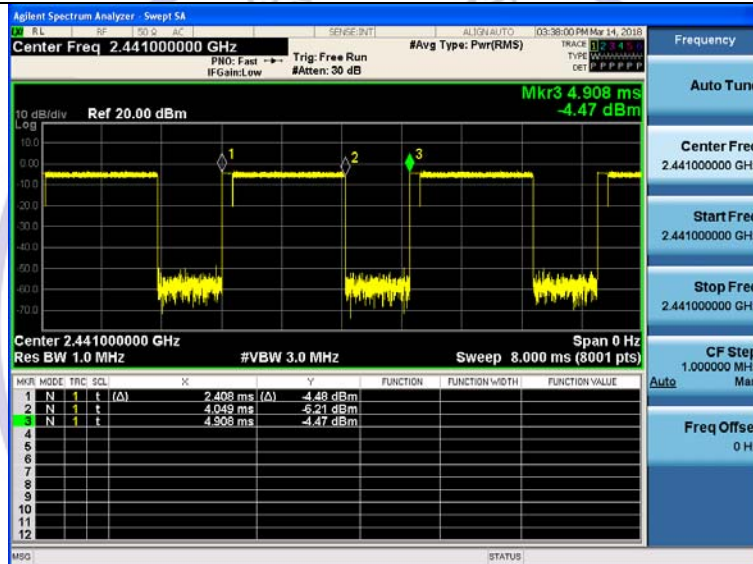 Agilent Spectrum Analyzer - Swept SA
RL RF 50 Ω AC SENSE:INT ALIGNAUTO 03:38:00 PM Mar 14, 2018
Center Freq 2.441000000 GHz #Avg Type: Pwr(RMS) TRACE 1 2 3 4 5 6
PNO: Fast Trig: Free Run TYPE
IFGain:Low #Atten: 30 dB DET P P P P P P
Mkr3 4.908 ms
10 dB/div Ref 20.00 dBm -4.47 dBm
Log
10.0
1 2 3
0.00
-10.0
-20.0
-30.0
-40.0
-50.0
-60.0
-70.0
Center 2.441000000 GHz Span 0 Hz
Res BW 1.0 MHz #VBW 3.0 MHz Sweep 8.000 ms (8001 pts)
MKR MODE TRC SCL X Y FUNCTION FUNCTION WIDTH FUNCTION VALUE
1 N 1 t (Δ) 2.408 ms (Δ) -4.48 dBm
2 N 1 t 4.049 ms -6.21 dBm
3 N 1 t 4.908 ms -4.47 dBm
4
5
6
7
8
9
10
11
12
MSG STATUS
Frequency
Auto Tun
Center Fre
2.441000000 GH
Start Fre
2.441000000 GH
Stop Fre
2.441000000 GH
CF Step
1.000000 MH
Auto Ma
Freq Offse
0 H